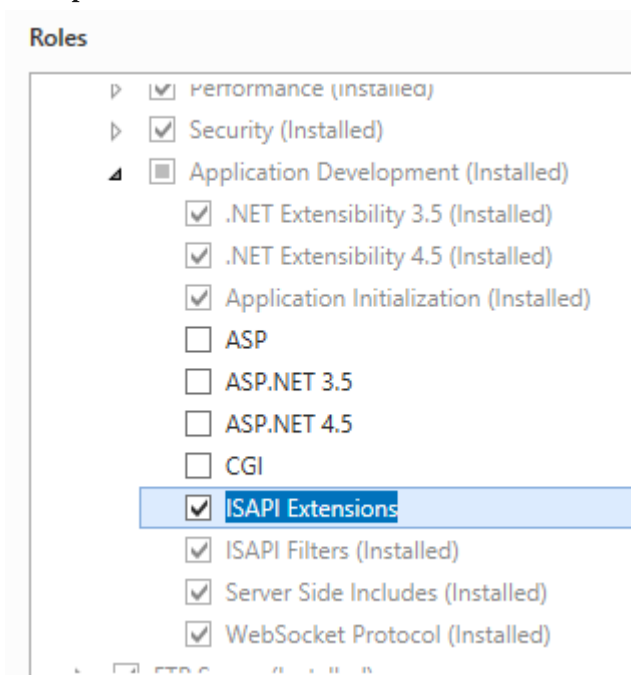 Roles
Performance (Installed)
Security (Installed)
Application Development (Installed)
.NET Extensibility 3.5 (Installed)
.NET Extensibility 4.5 (Installed)
Application Initialization (Installed)
ASP
ASP.NET 3.5
ASP.NET 4.5
CGI
ISAPI Extensions
ISAPI Filters (Installed)
Server Side Includes (Installed)
WebSocket Protocol (Installed)